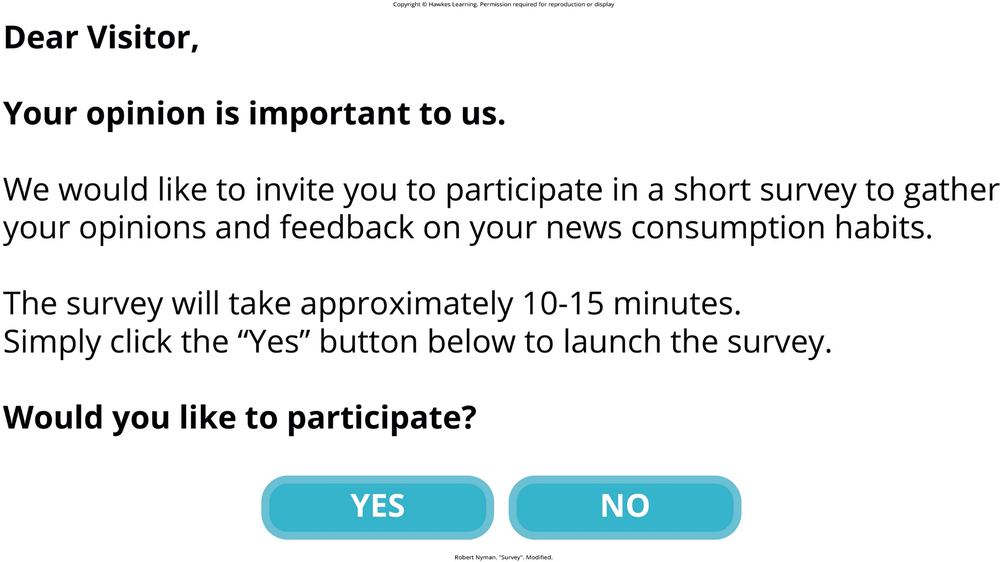 Copyright © Hawkes Learning. Permission required for reproduction or display
Dear Visitor,
Your opinion is important to us.
We would like to invite you to participate in a short survey to gather
your opinions and feedback on your news consumption habits.
The survey will take approximately 10-15 minutes.
Simply click the “Yes” button below to launch the survey.
Would you like to participate?
YES
NO
Robert Nyman. "Survey". Modified.